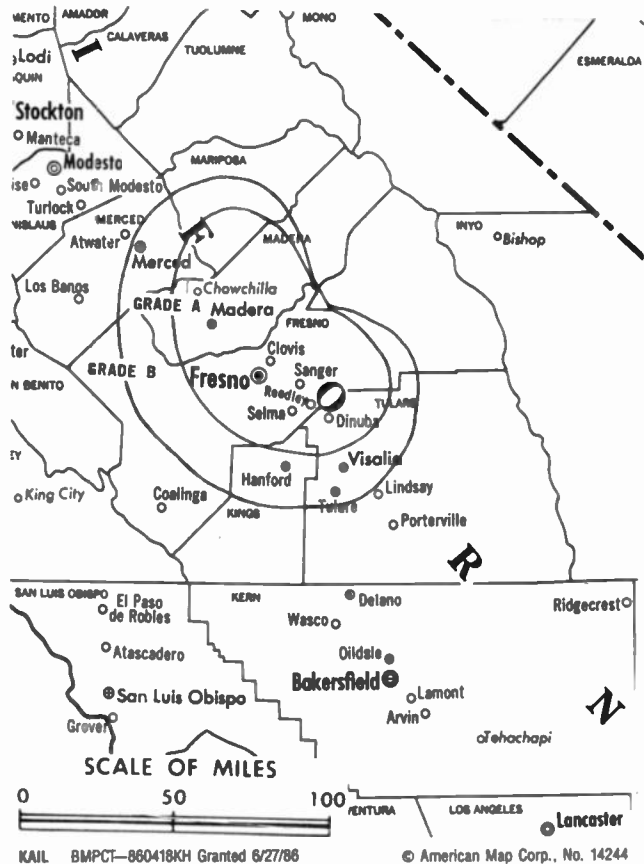 MENTO
AMADOR
MONO
CALAVERAS
TUOLUMNE
ESMERALDA
Lodi
AQUIN
I
Stockton
Manteca
Modesto
South Modesto
Turlock
MARIPOSA
MERCED
Atwater
Merced
F
MADERA
INYO
Bishop
Los Banos
Chowchilla
GRADE A
Madera
FRESNO
Clovis
GRADE B
Fresno
Sanger
N BENITO
Reedley
TULARE
Selma
Dinuba
Visalia
Hanford
King City
Coalinga
Tulare
Lindsay
KINGS
Porterville
R
SAN LUIS OBISPO
KERN
El Paso
de Robles
Delano
Ridgecrest
Wasco
Atascadero
Oildale
Bakersfield
San Luis Obispo
Lamont
Arvin
N
Grover
Tehachapi
SCALE OF MILES
0 50 100
VENTURA
LOS ANGELES
Lancaster
KAIL BMPCT—860418KH Granted 6/27/86
© American Map Corp., No. 14244